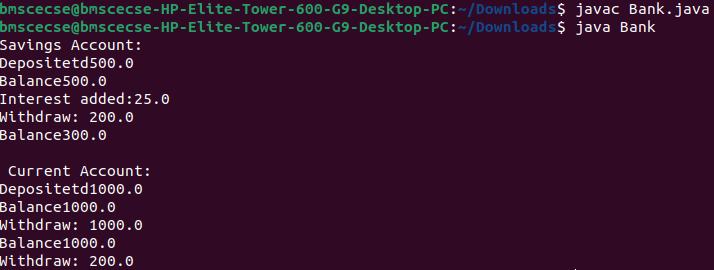 bmscecse@bmscecse-HP-Elite-Tower-600-G9-Desktop-PC:~/Downloads$ javac Bank.java
bmscecse@bmscecse-HP-Elite-Tower-600-G9-Desktop-PC:~/Downloads$ java Bank
Savings Account:
Depositetd500.0
Balance500.0
Interest added:25.0
Withdraw: 200.0
Balance300.0
Current Account:
Depositetd1000.0
Balance1000.0
Withdraw: 1000.0
Balance1000.0
Withdraw: 200.0